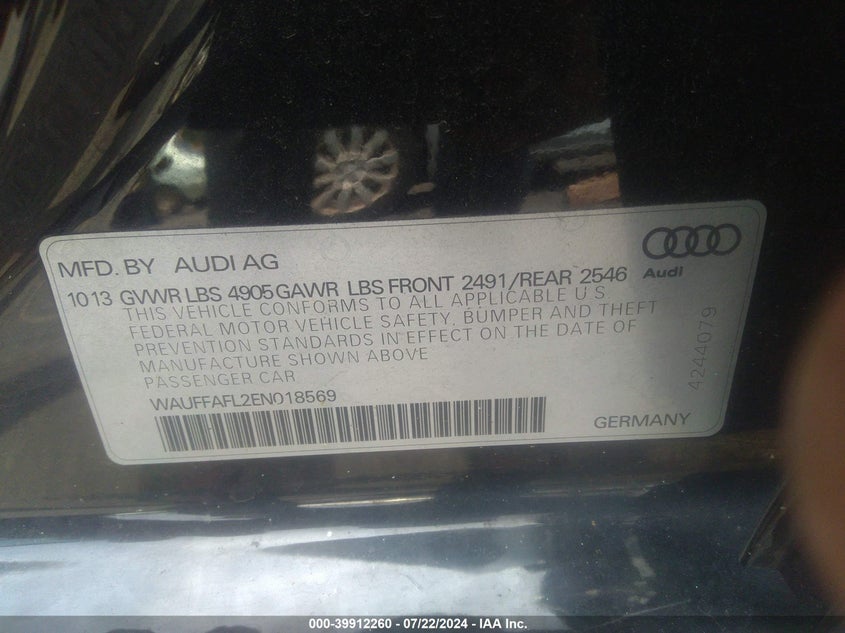 MFD. BY AUDI AG
Audi
10 13 GVWR LBS 4905 GAWR LBS FRONT 2491/REAR 2546
THIS VEHICLE CONFORMS TO ALL APPLICABLE U.S.
FEDERAL MOTOR VEHICLE SAFETY, BUMPER AND THEFT
PREVENTION STANDARDS IN EFFECT ON THE DATE OF
MANUFACTURE SHOWN ABOVE
PASSENGER CAR
WAUFFAFL2EN018569
4244079
GERMANY
000-39912260 - 07/22/2024 - IAA Inc.